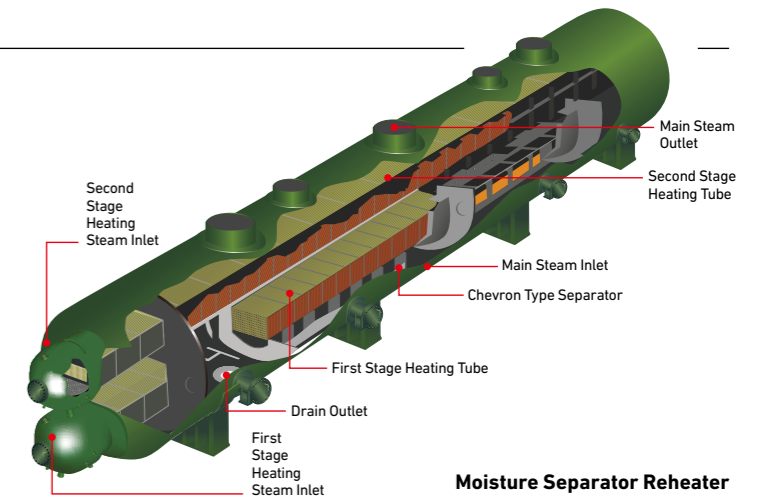 Main Steam
Outlet
Second Stage
Heating Tube
Second
Stage
Heating
Steam Inlet
Main Steam Inlet
Chevron Type Separator
First Stage Heating Tube
Drain Outlet
First
Stage
Heating
Steam Inlet
Moisture Separator Reheater